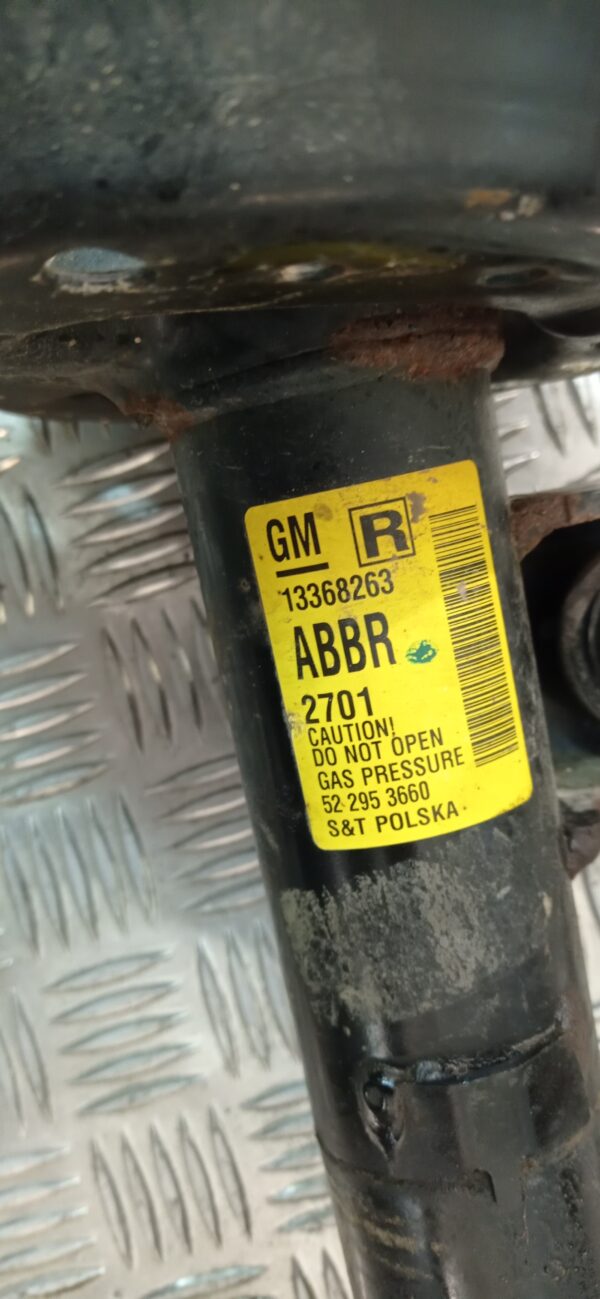 GM R
13368263
ABBR
2701
CAUTION!
DO NOT OPEN
GAS PRESSURE
52 295 3660
S&T POLSKA.